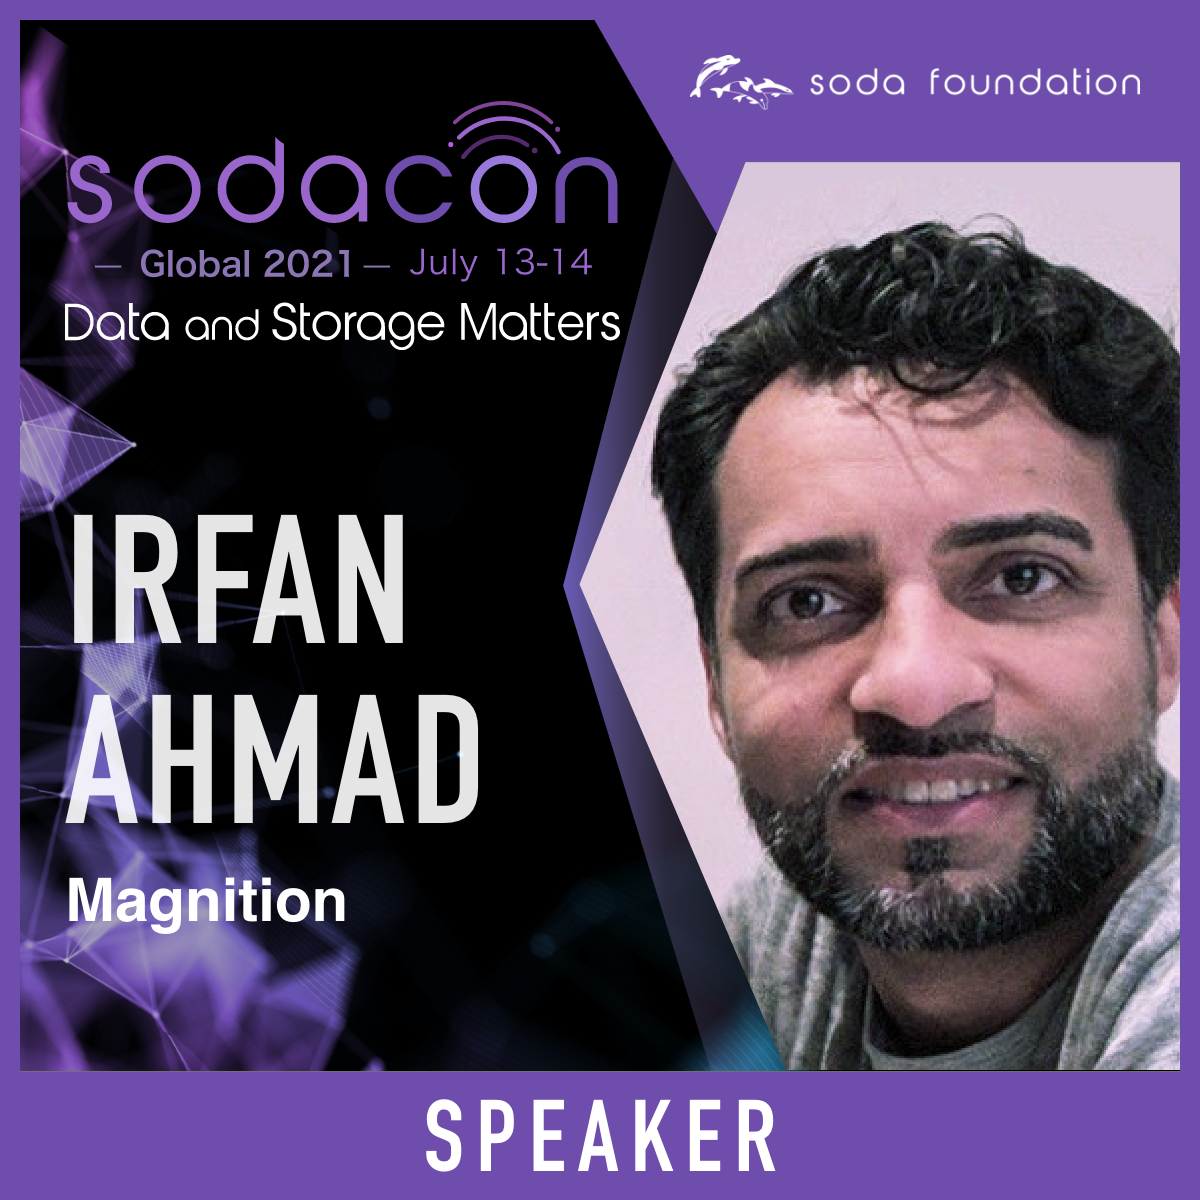 soda foundation
sodacon
— Global 2021 — July 13-14
Data and Storage Matters
IRFAN
AHMAD
Magnition
SPEAKER